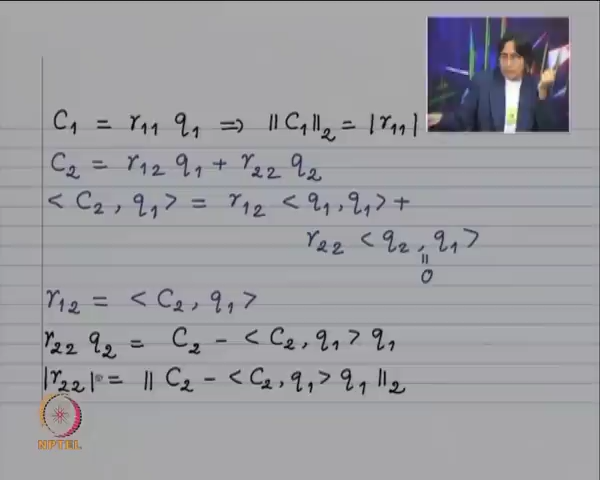 C₁ = r₁₁ q₁ ⇒ ‖C₁‖₂ = |r₁₁|
C₂ = r₁₂ q₁ + r₂₂ q₂
< C₂, q₁ > = r₁₂ < q₁, q₁ > +
r₂₂ < q₂, q₁ >
॥
0
r₁₂ = < C₂, q₁ >
r₂₂ q₂ = C₂ - < C₂, q₁ > q₁
|r₂₂| = ‖ C₂ - < C₂, q₁ > q₁ ‖₂
NPTEL